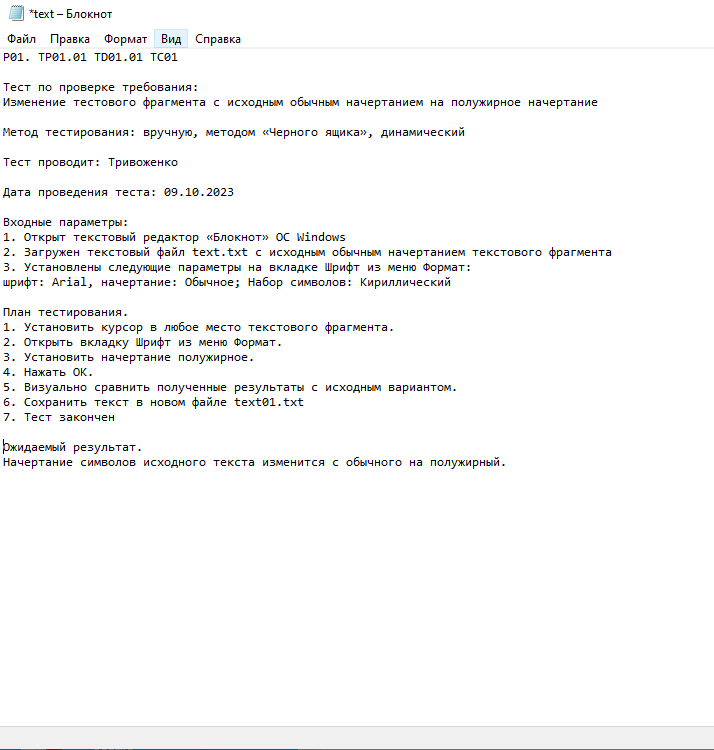 *text – Блокнот
Файл Правка Формат Вид Справка
P01. TP01.01 TD01.01 TC01
Тест по проверке требования:
Изменение тестового фрагмента с исходным обычным начертанием на полужирное начертание
Метод тестирования: вручную, методом «Черного ящика», динамический
Тест проводит: Тривоженко
Дата проведения теста: 09.10.2023
Входные параметры:
1. Открыт текстовый редактор «Блокнот» ОС Windows
2. Загружен текстовый файл text.txt с исходным обычным начертанием текстового фрагмента
3. Установлены следующие параметры на вкладке Шрифт из меню Формат:
шрифт: Arial, начертание: Обычное; Набор символов: Кириллический
План тестирования.
1. Установить курсор в любое место текстового фрагмента.
2. Открыть вкладку Шрифт из меню Формат.
3. Установить начертание полужирное.
4. Нажать ОК.
5. Визуально сравнить полученные результаты с исходным вариантом.
6. Сохранить текст в новом файле text01.txt
7. Тест закончен
Ожидаемый результат.
Начертание символов исходного текста изменится с обычного на полужирный.